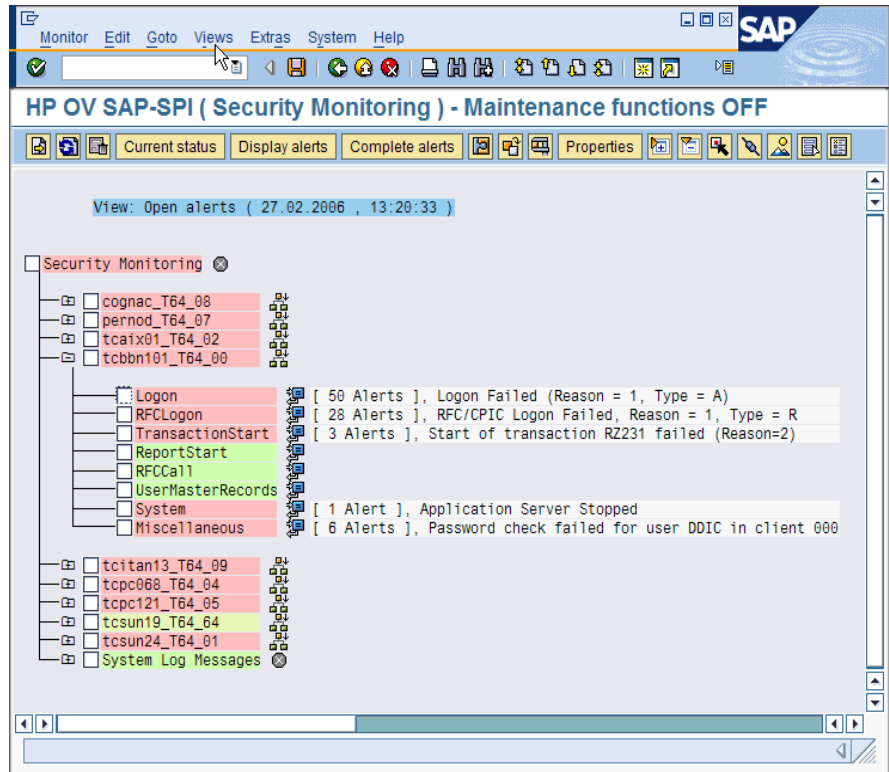 Monitor Edit Goto Views Extras System Help
SAP
HP OV SAP-SPI ( Security Monitoring ) - Maintenance functions OFF
Current status Display alerts Complete alerts Properties
View: Open alerts ( 27.02.2006 , 13:20:33 )
Security Monitoring
cognac_T64_08
pernod_T64_07
tcaix01_T64_02
tcbbn101_T64_00
Logon [ 50 Alerts ], Logon Failed (Reason = 1, Type = A)
RFCLogon [ 28 Alerts ], RFC/CPIC Logon Failed, Reason = 1, Type = R
TransactionStart [ 3 Alerts ], Start of transaction RZ231 failed (Reason=2)
ReportStart
RFCCall
UserMasterRecords
System [ 1 Alert ], Application Server Stopped
Miscellaneous [ 6 Alerts ], Password check failed for user DDIC in client 000
tcitan13_T64_09
tcpc068_T64_04
tcpc121_T64_05
tcsun19_T64_64
tcsun24_T64_01
System Log Messages